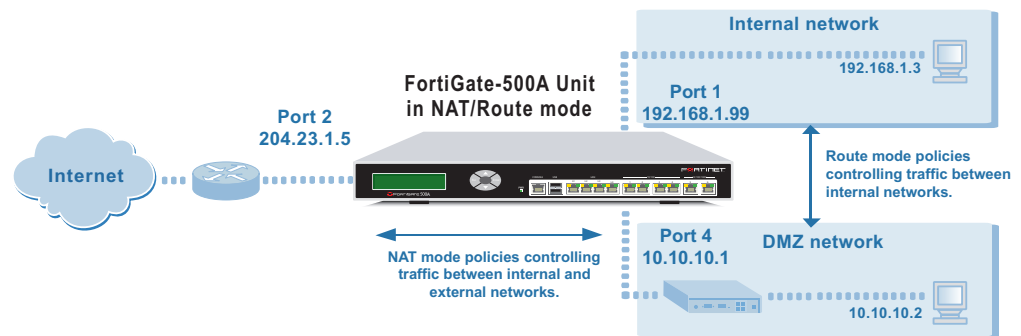 Internal network
192.168.1.3
FortiGate-500A Unit
in NAT/Route mode
Port 1
192.168.1.99
Port 2
204.23.1.5
Internet
FORTINET
Route mode policies
controlling traffic between
internal networks.
NAT mode policies controlling
traffic between internal and
external networks.
Port 4
10.10.10.1
DMZ network
10.10.10.2